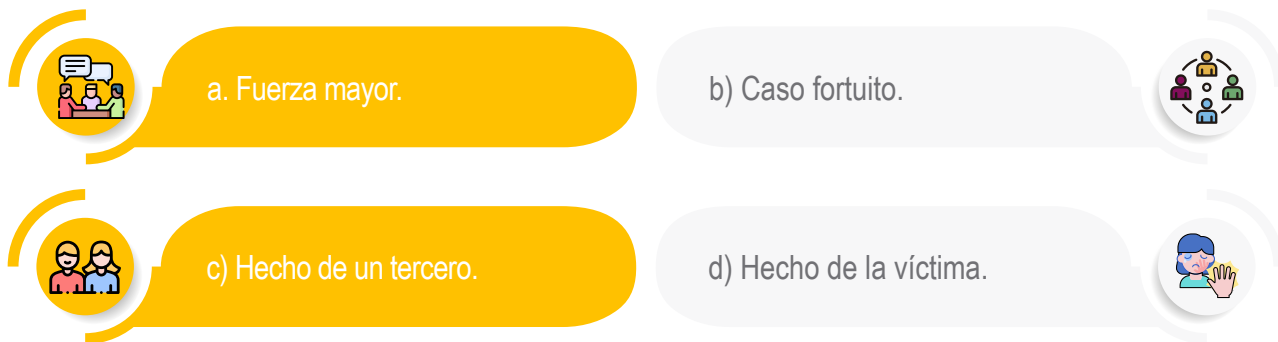 a. Fuerza mayor.
b) Caso fortuito.
c) Hecho de un tercero.
d) Hecho de la víctima.